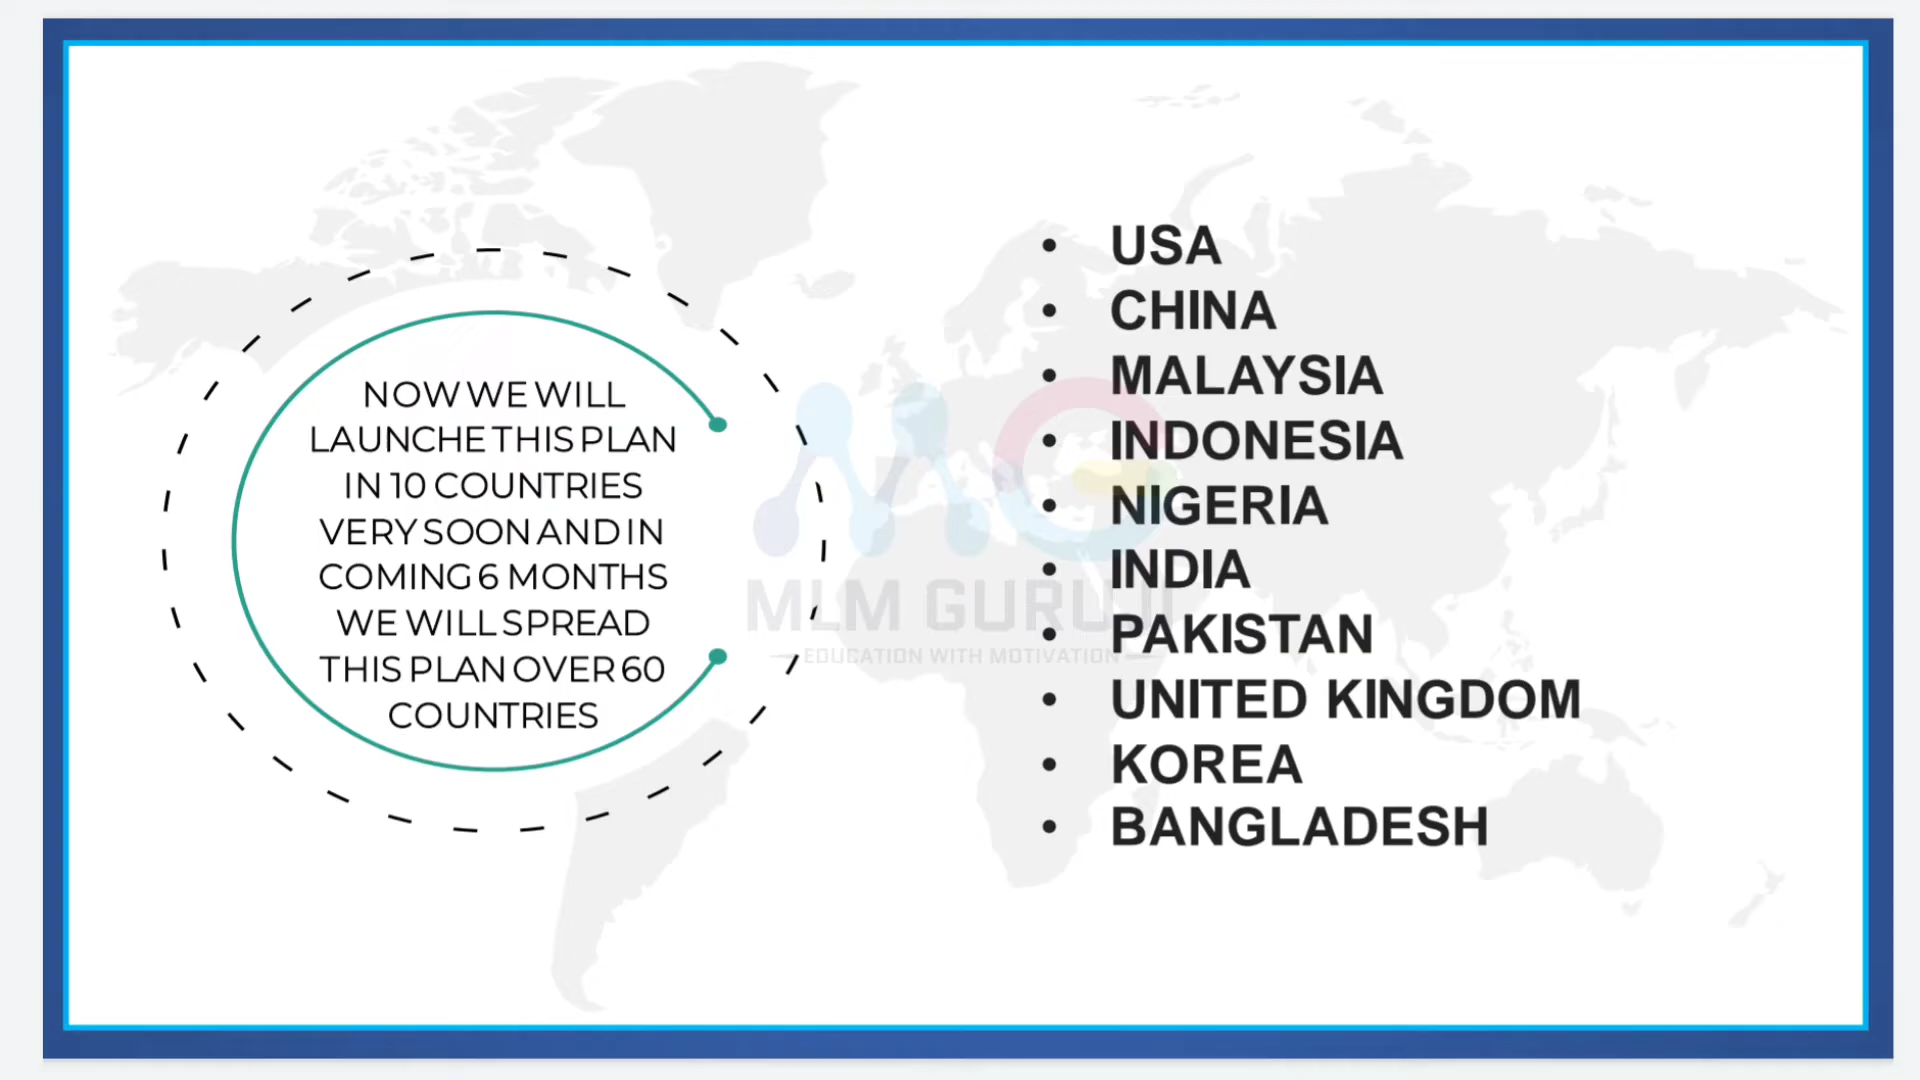 NOW WE WILL
LAUNCHE THIS PLAN
IN 10 COUNTRIES
VERY SOON AND IN
COMING 6 MONTHS
WE WILL SPREAD
THIS PLAN OVER 60
COUNTRIES
• USA
• CHINA
• MALAYSIA
• INDONESIA
• NIGERIA
• INDIA
• PAKISTAN
• UNITED KINGDOM
• KOREA
• BANGLADESH
MG
MLM GURUJI
EDUCATION WITH MOTIVATION